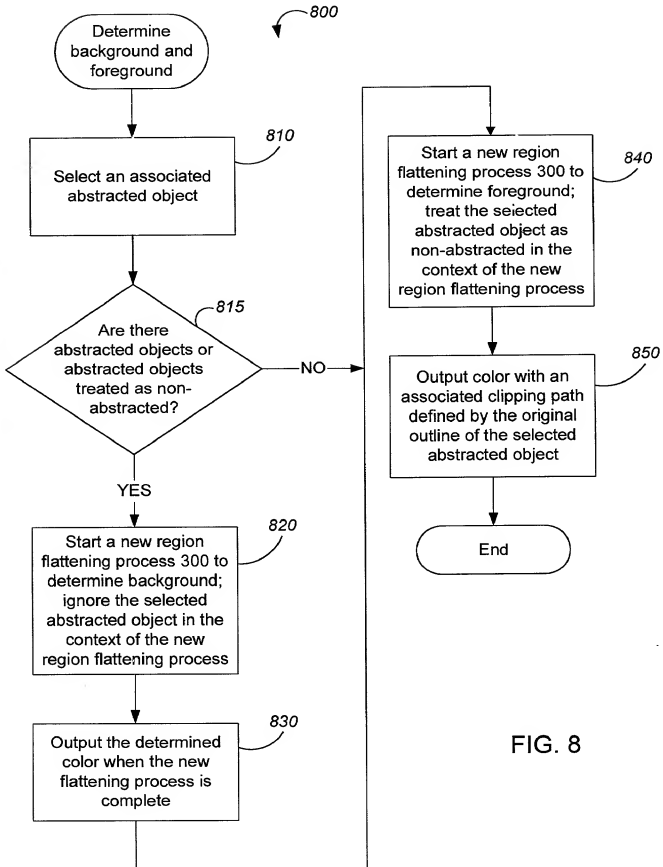 Determine
background and
foreground
800
810
Select an associated
abstracted object
815
Are there
abstracted objects or
abstracted objects
treated as non-
abstracted?
NO
YES
820
Start a new region
flattening process 300 to
determine background;
ignore the selected
abstracted object in the
context of the new
region flattening process
830
Output the determined
color when the new
flattening process is
complete
840
Start a new region
flattening process 300 to
determine foreground;
treat the selected
abstracted object as
non-abstracted in the
context of the new
region flattening process
850
Output color with an
associated clipping path
defined by the original
outline of the selected
abstracted object
End
FIG. 8